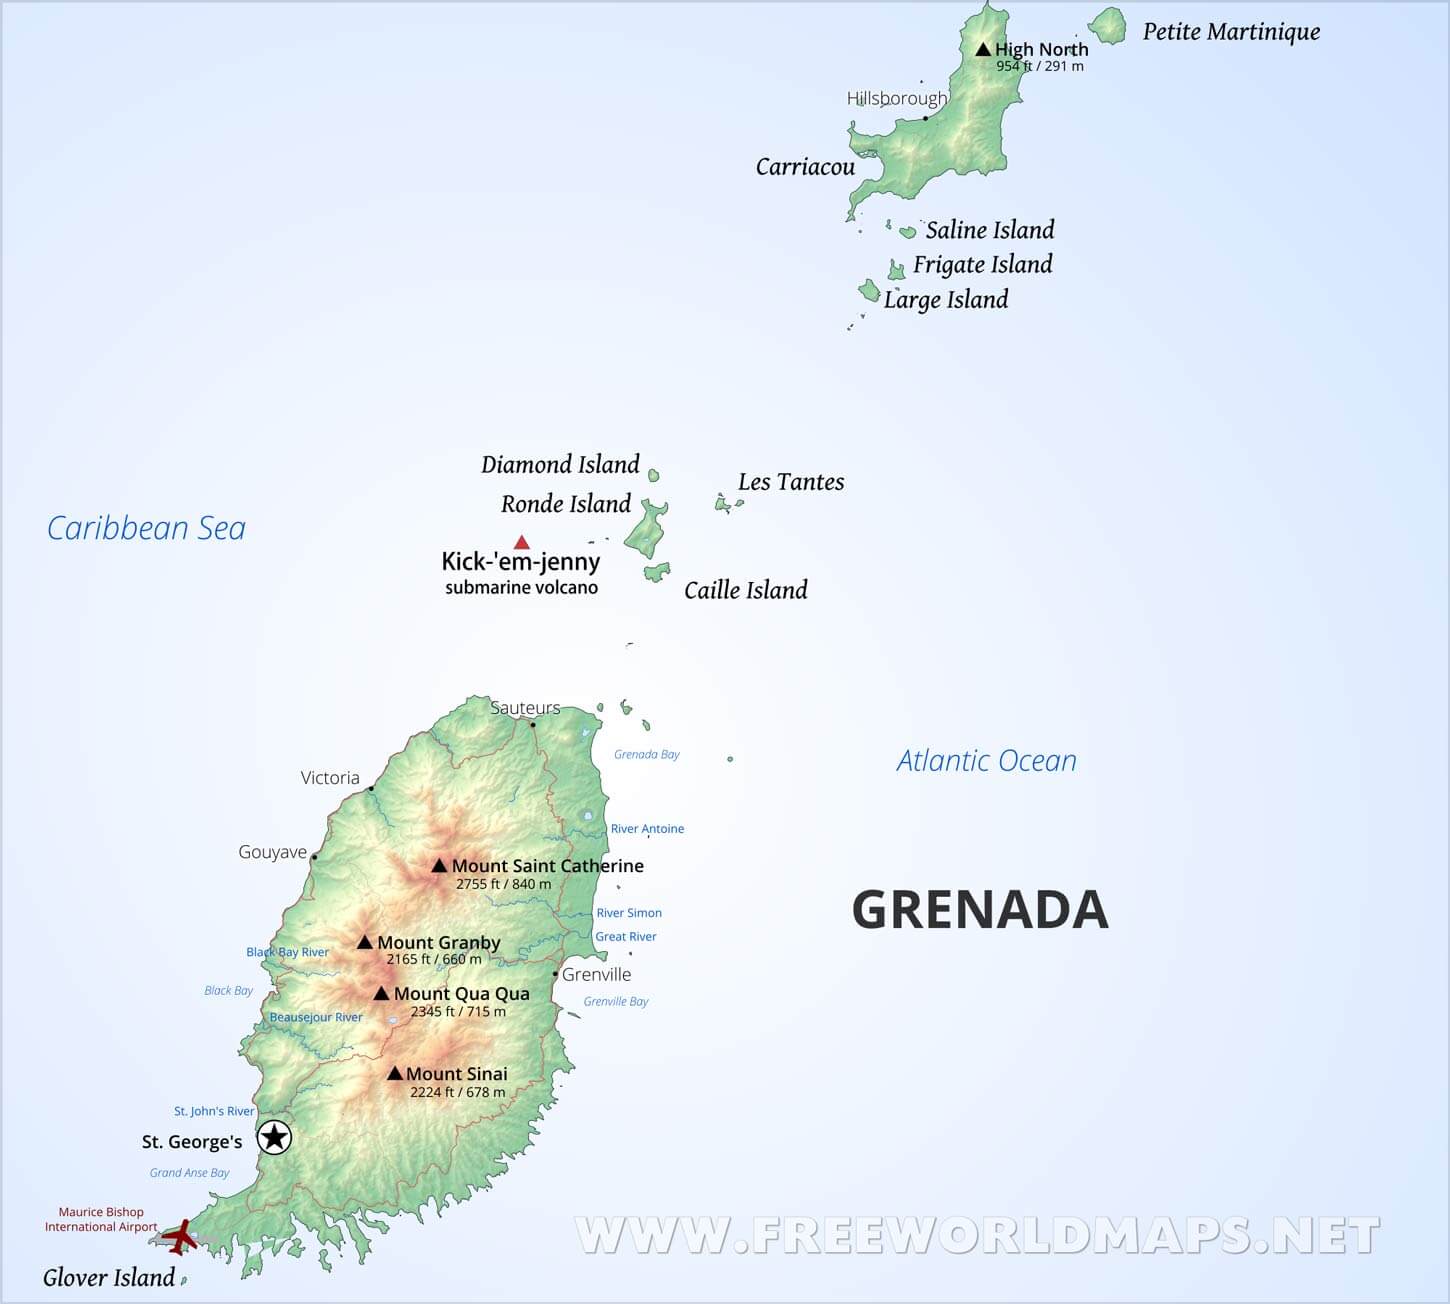 Petite Martinique
High North
954 ft / 291 m
Hillsborough
Carriacou
Saline Island
Frigate Island
Large Island
Diamond Island
Les Tantes
Ronde Island
Caribbean Sea
Kick-'em-jenny
submarine volcano
Caille Island
Sauteurs
Grenada Bay
Atlantic Ocean
Victoria
River Antoine
Gouyave
Mount Saint Catherine
2755 ft / 840 m
GRENADA
River Simon
Great River
Mount Granby
2165 ft / 660 m
Black Bay River
Grenville
Black Bay
Mount Qua Qua
2345 ft / 715 m
Grenville Bay
Beausejour River
Mount Sinai
2224 ft / 678 m
St. John's River
St. George's
Grand Anse Bay
Maurice Bishop
International Airport
WWW.FREEWORLDMAPS.NET
Glover Island